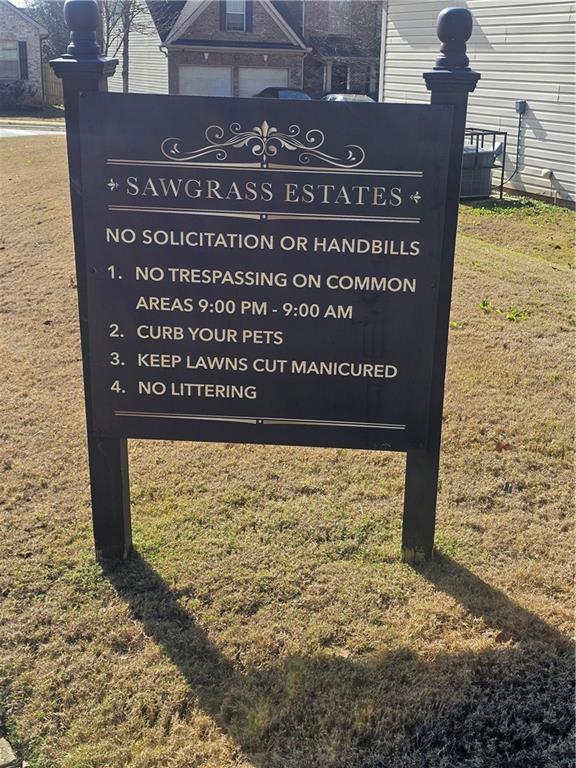 SAWGRASS ESTATES
NO SOLICITATION OR HANDBILLS
1. NO TRESPASSING ON COMMON
AREAS 9:00 PM - 9:00 AM
2. CURB YOUR PETS
3. KEEP LAWNS CUT MANICURED
4. NO LITTERING